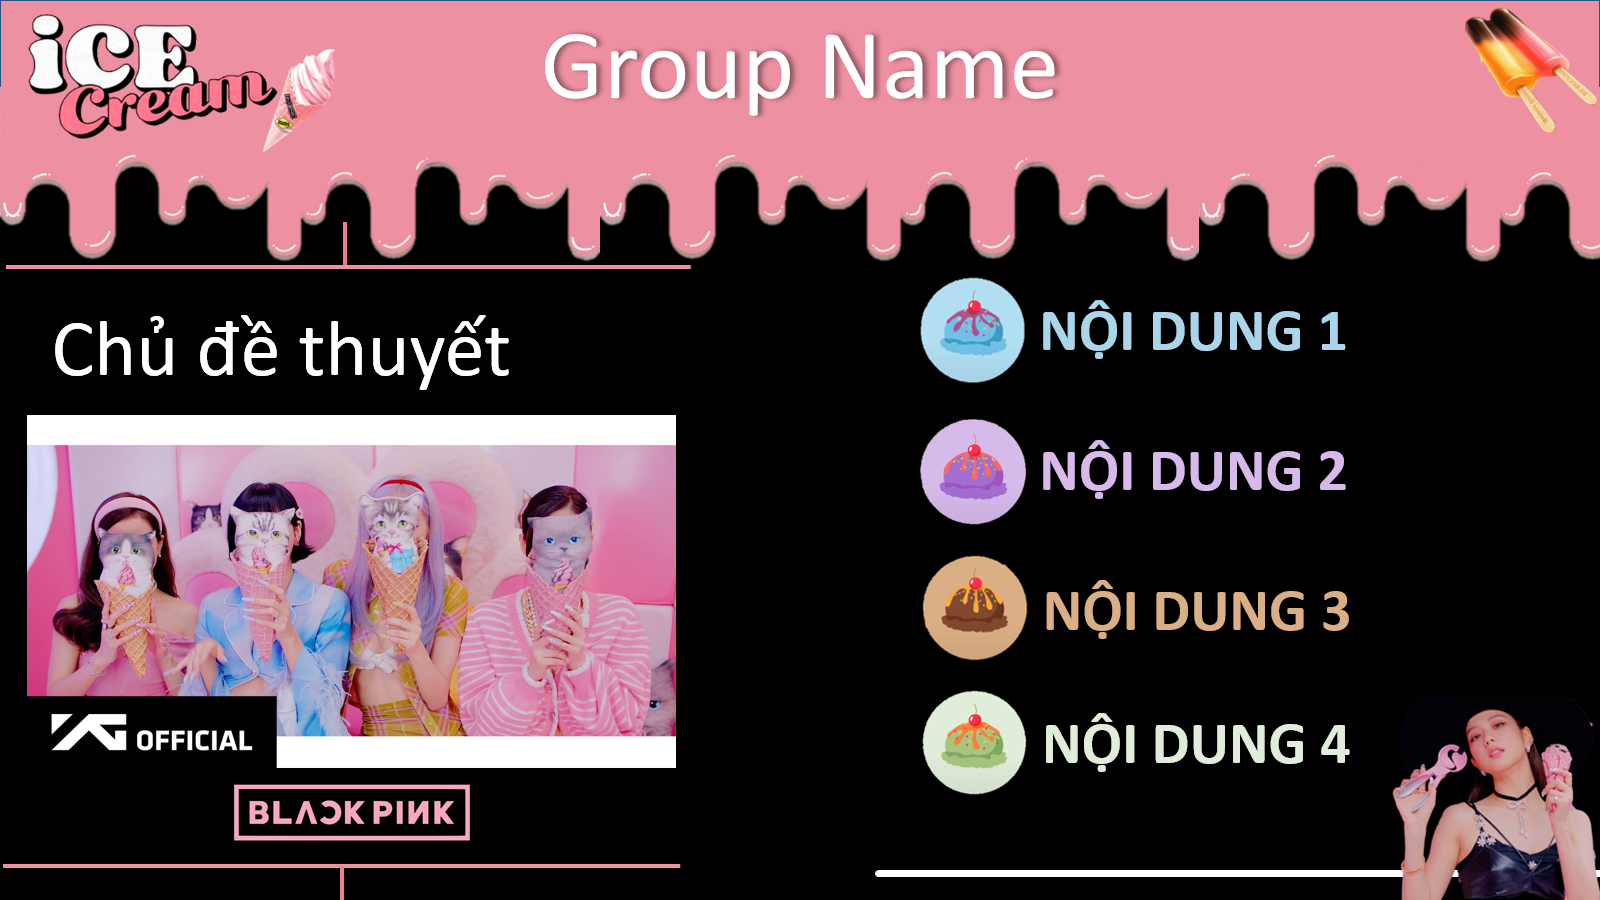 iCE
Cream
Group Name
Chủ đề thuyết
YG OFFICIAL
BLACKPINK
NỘI DUNG 1
NỘI DUNG 2
NỘI DUNG 3
NỘI DUNG 4